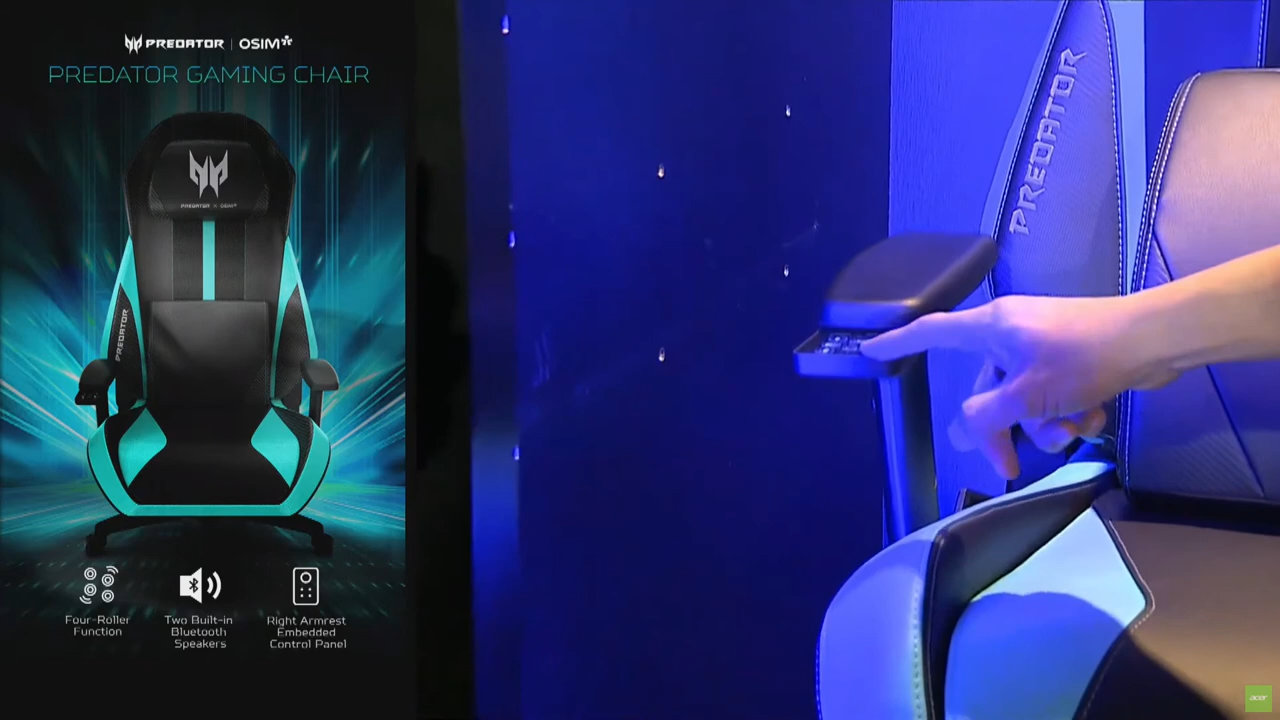 PREDATOR | OSIM
PREDATOR GAMING CHAIR
PREDATOR X OSIM
PREDATOR
Four-Roller
Function
Two Built-in
Bluetooth
Speakers
Right Armrest
Embedded
Control Panel
PREDATOR
acer